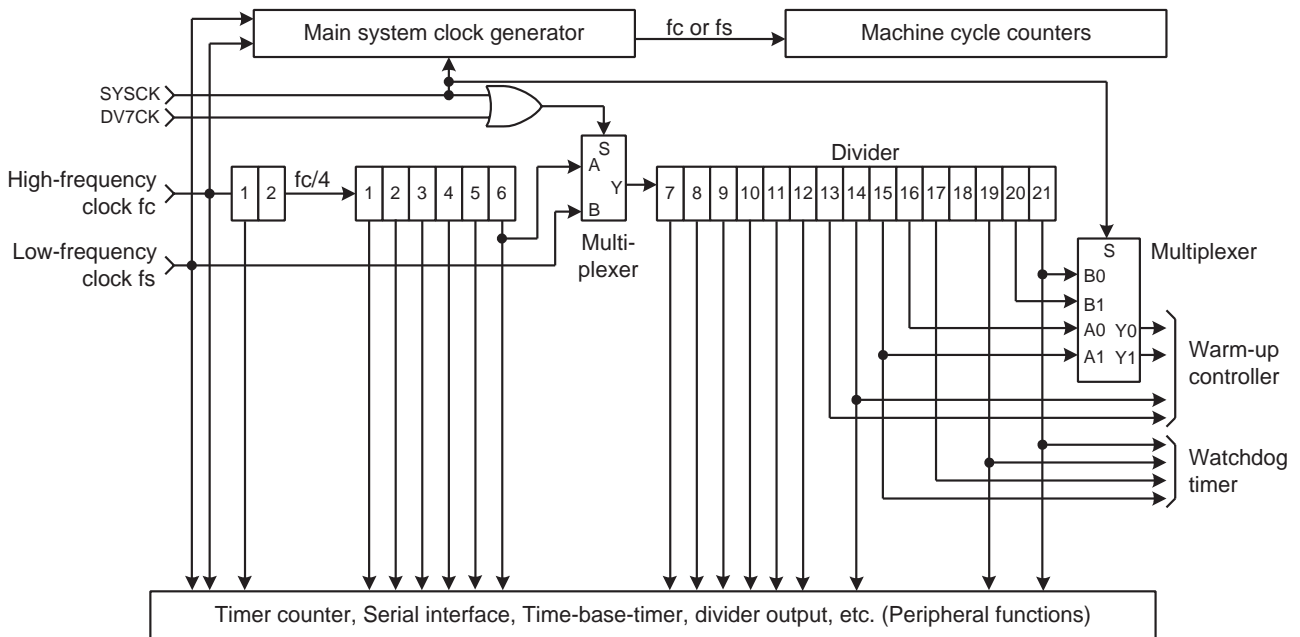 Main system clock generator
fc or fs
Machine cycle counters
SYSCK
DV7CK
High-frequency
clock fc
Low-frequency
clock fs
1 2
fc/4
1 2 3 4 5 6
S
A
Y
B
Multi-
plexer
Divider
7 8 9 10 11 12 13 14 15 16 17 18 19 20 21
S
B0
B1
A0 Y0
A1 Y1
Multiplexer
Warm-up
controller
Watchdog
timer
Timer counter, Serial interface, Time-base-timer, divider output, etc. (Peripheral functions)